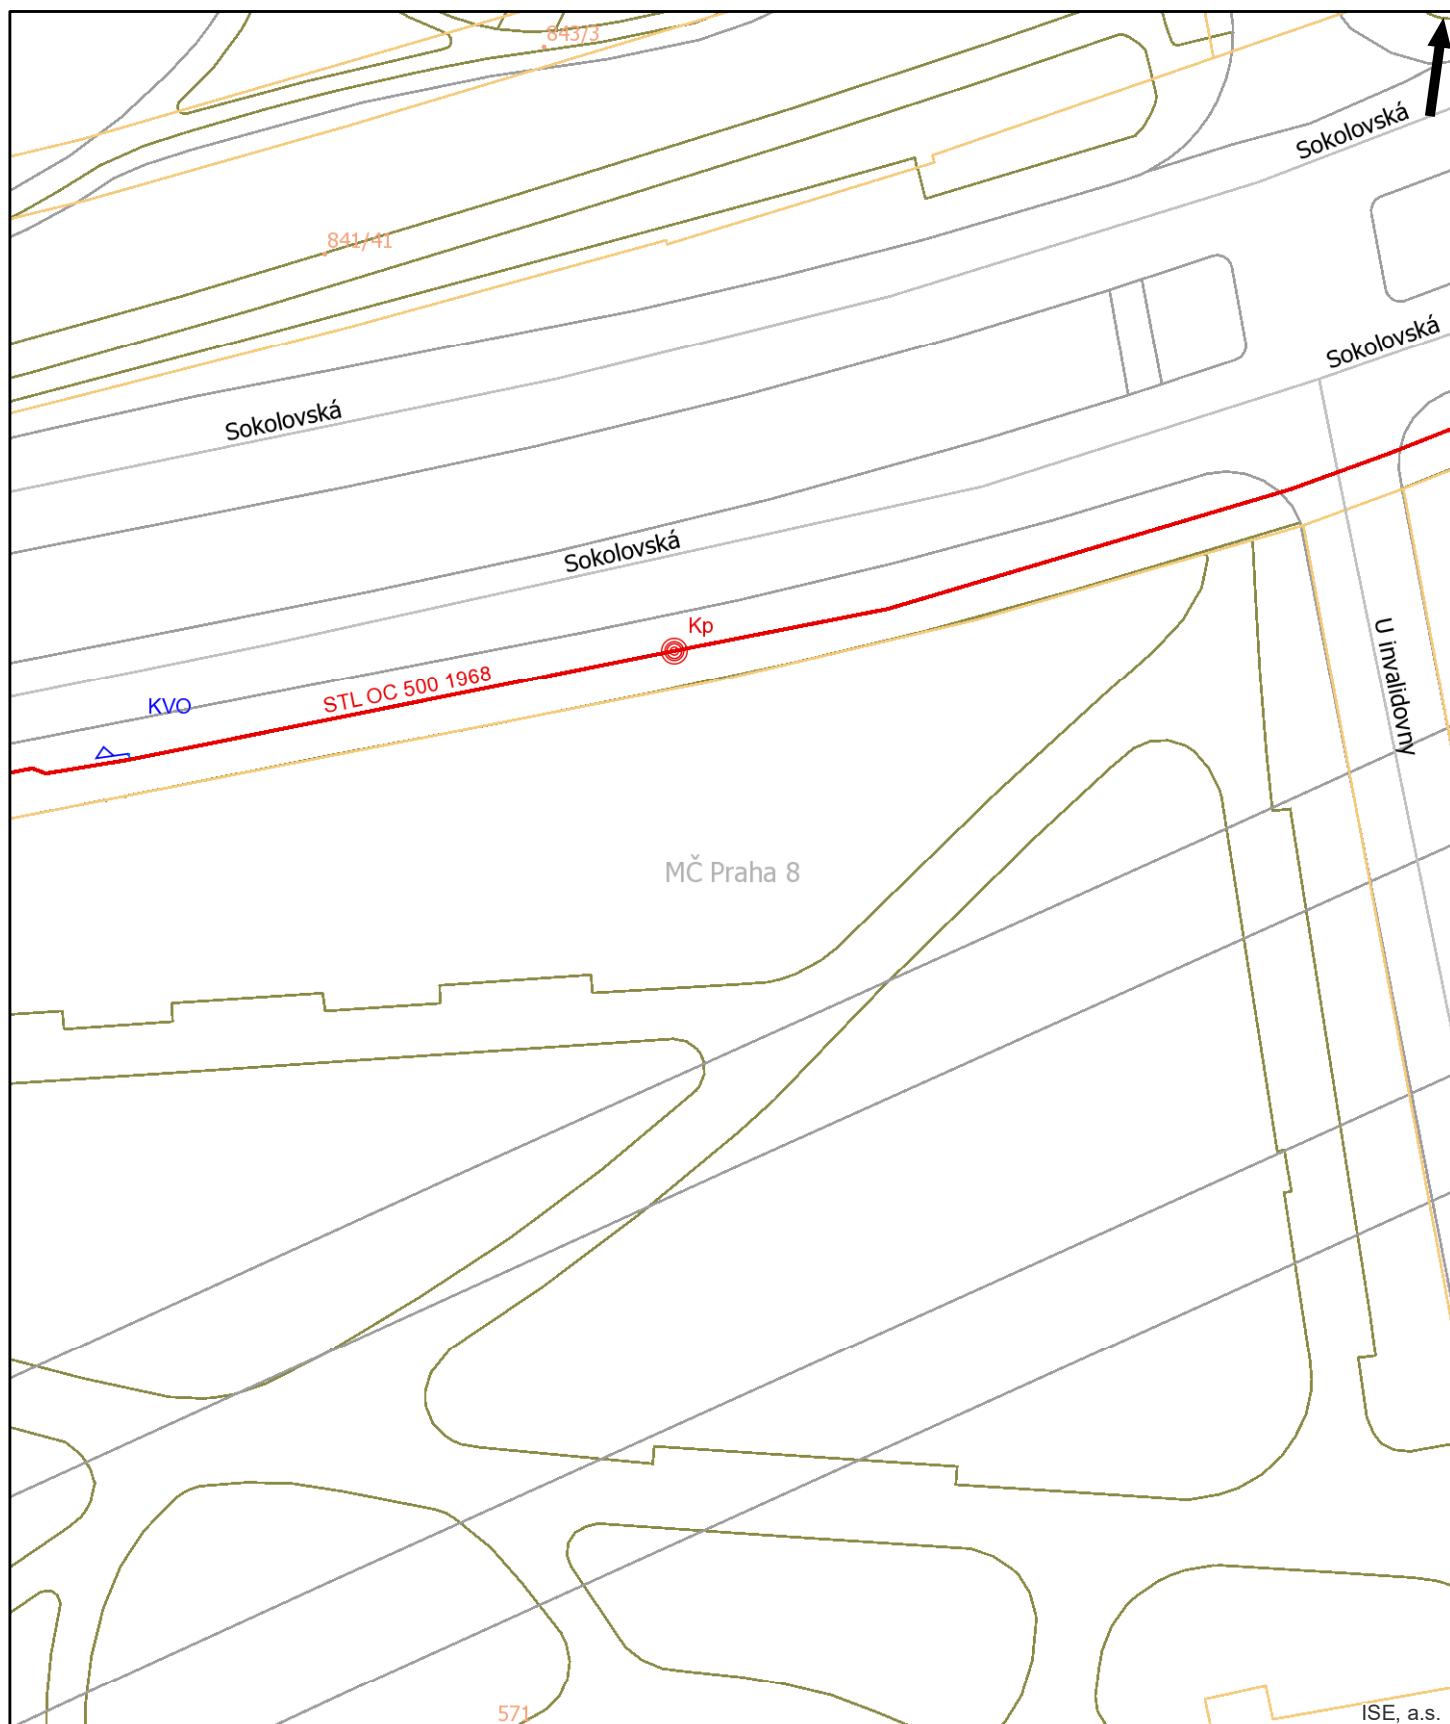 843/3
Sokolovská
841/41
Sokolovská
Sokolovská
Sokolovská
Kp
U invalidovny
STL OC 500 1968
KVO
MČ Praha 8
571
ISE, a.s.